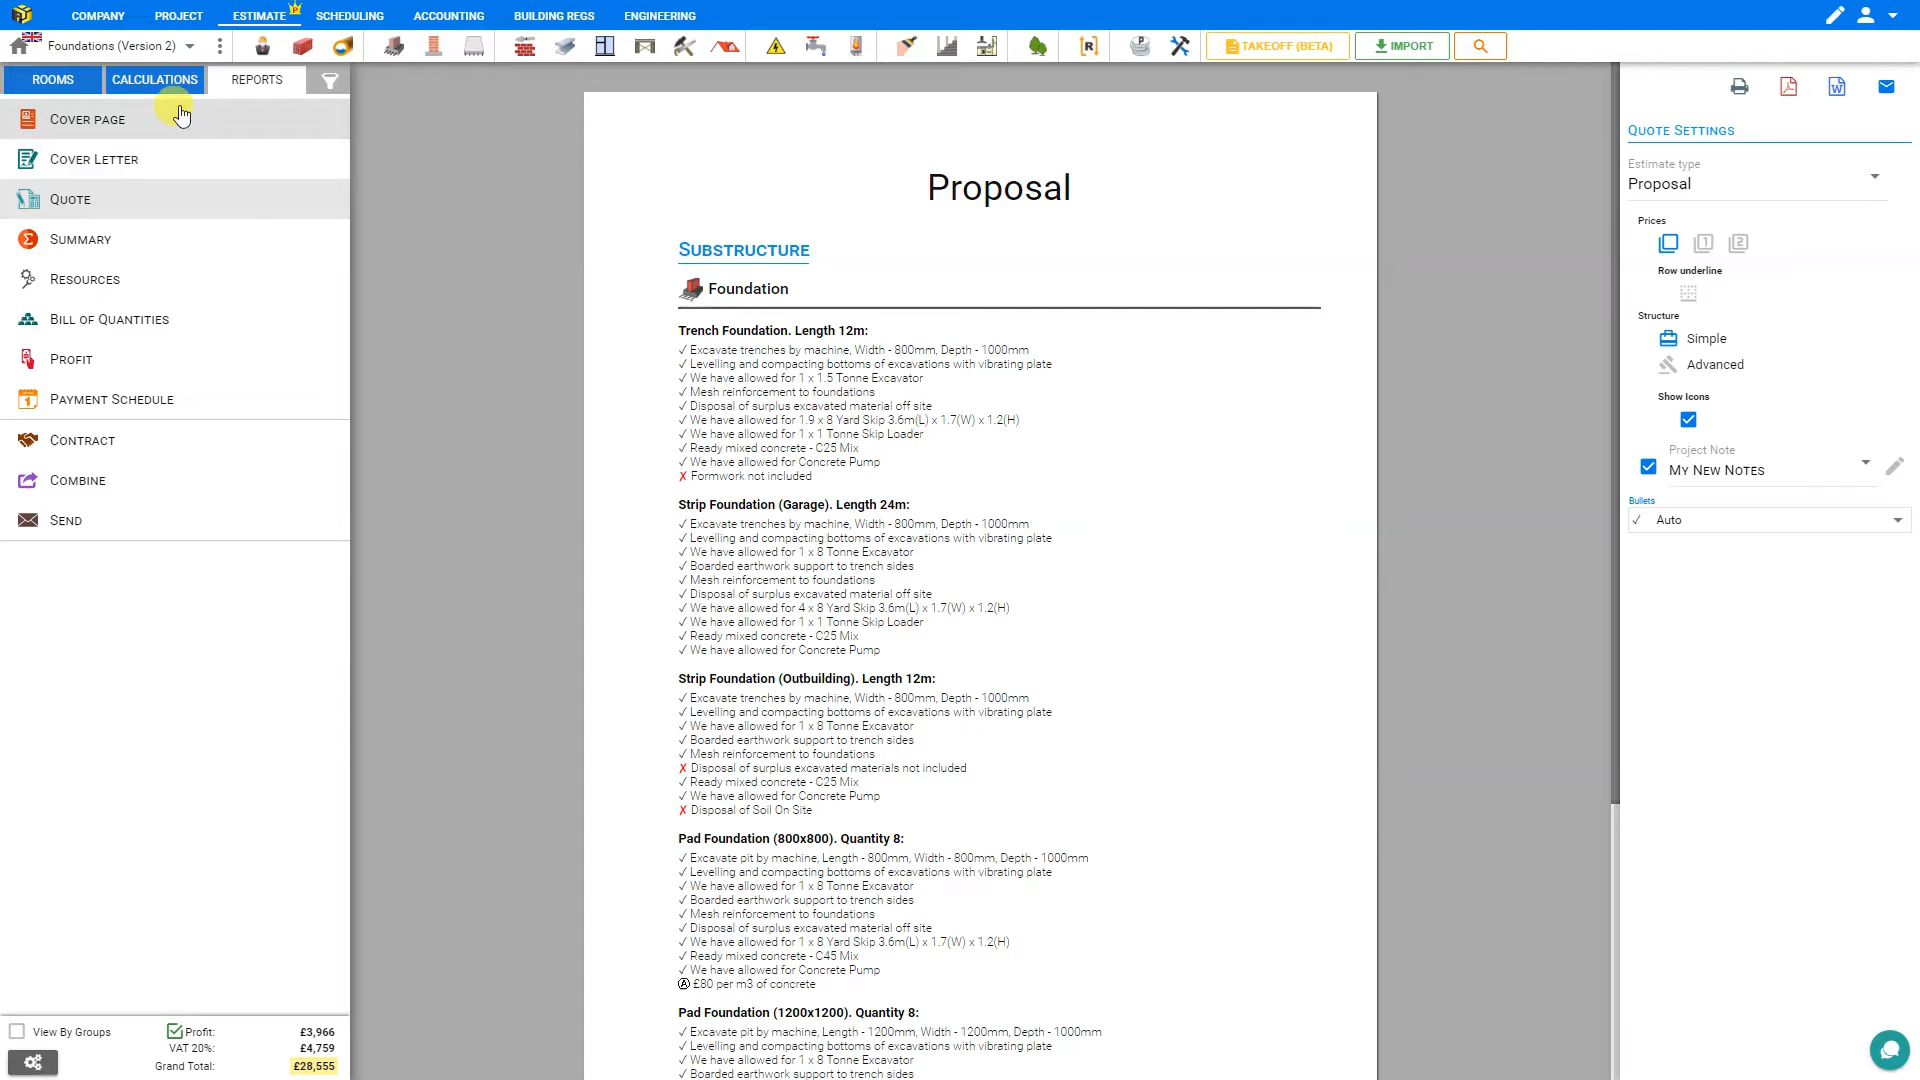 COMPANY PROJECT ESTIMATE SCHEDULING ACCOUNTING BUILDING REGS ENGINEERING
Foundations (Version 2) TAKEOFF (BETA) IMPORT
ROOMS CALCULATIONS REPORTS
COVER PAGE
COVER LETTER
QUOTE
SUMMARY
RESOURCES
BILL OF QUANTITIES
PROFIT
PAYMENT SCHEDULE
CONTRACT
COMBINE
SEND
View By Groups
Profit: £3,966
VAT 20%: £4,759
Grand Total: £28,555
Proposal
SUBSTRUCTURE
Foundation
Trench Foundation. Length 12m:
✓ Excavate trenches by machine, Width - 800mm, Depth - 1000mm
✓ Levelling and compacting bottoms of excavations with vibrating plate
✓ We have allowed for 1 x 1.5 Tonne Excavator
✓ Mesh reinforcement to foundations
✓ Disposal of surplus excavated material off site
✓ We have allowed for 1.9 x 8 Yard Skip 3.6m(L) x 1.7(W) x 1.2(H)
✓ We have allowed for 1 x 1 Tonne Skip Loader
✓ Ready mixed concrete - C25 Mix
✓ We have allowed for Concrete Pump
✗ Formwork not included
Strip Foundation (Garage). Length 24m:
✓ Excavate trenches by machine, Width - 800mm, Depth - 1000mm
✓ Levelling and compacting bottoms of excavations with vibrating plate
✓ We have allowed for 1 x 8 Tonne Excavator
✓ Boarded earthwork support to trench sides
✓ Mesh reinforcement to foundations
✓ Disposal of surplus excavated material off site
✓ We have allowed for 4 x 8 Yard Skip 3.6m(L) x 1.7(W) x 1.2(H)
✓ We have allowed for 1 x 1 Tonne Skip Loader
✓ Ready mixed concrete - C25 Mix
✓ We have allowed for Concrete Pump
Strip Foundation (Outbuilding). Length 12m:
✓ Excavate trenches by machine, Width - 800mm, Depth - 1000mm
✓ Levelling and compacting bottoms of excavations with vibrating plate
✓ We have allowed for 1 x 8 Tonne Excavator
✓ Boarded earthwork support to trench sides
✓ Mesh reinforcement to foundations
✗ Disposal of surplus excavated materials not included
✓ Ready mixed concrete - C25 Mix
✓ We have allowed for Concrete Pump
✗ Disposal of Soil On Site
Pad Foundation (800x800). Quantity 8:
✓ Excavate pit by machine, Length - 800mm, Width - 800mm, Depth - 1000mm
✓ Levelling and compacting bottoms of excavations with vibrating plate
✓ We have allowed for 1 x 8 Tonne Excavator
✓ Boarded earthwork support to trench sides
✓ Mesh reinforcement to foundations
✓ Disposal of surplus excavated material off site
✓ We have allowed for 1 x 8 Yard Skip 3.6m(L) x 1.7(W) x 1.2(H)
✓ Ready mixed concrete - C45 Mix
✓ We have allowed for Concrete Pump
Ⓐ £80 per m3 of concrete
Pad Foundation (1200x1200). Quantity 8:
✓ Excavate pit by machine, Length - 1200mm, Width - 1200mm, Depth - 1000mm
✓ Levelling and compacting bottoms of excavations with vibrating plate
✓ We have allowed for 1 x 8 Tonne Excavator
✓ Boarded earthwork support to trench sides
QUOTE SETTINGS
Estimate type
Proposal
Prices
1 2
Row underline
Structure
Simple
Advanced
Show Icons
Project Note
MY NEW NOTES
Bullets
✓ Auto